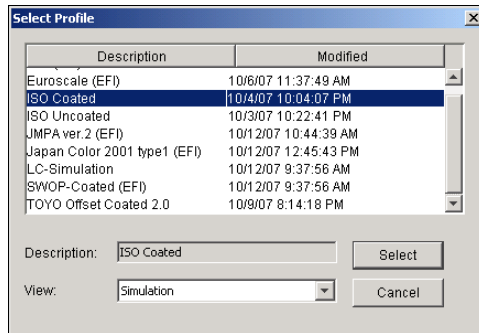 Select Profile
Description Modified
Euroscale (EFI) 10/6/07 11:37:49 AM
ISO Coated 10/4/07 10:04:07 PM
ISO Uncoated 10/3/07 10:22:41 PM
JMPA ver.2 (EFI) 10/12/07 10:44:39 AM
Japan Color 2001 type1 (EFI) 10/12/07 12:45:43 PM
LC-Simulation 10/12/07 9:37:56 AM
SWOP-Coated (EFI) 10/12/07 9:37:56 AM
TOYO Offset Coated 2.0 10/9/07 8:14:18 PM
Description: ISO Coated Select
View: Simulation Cancel